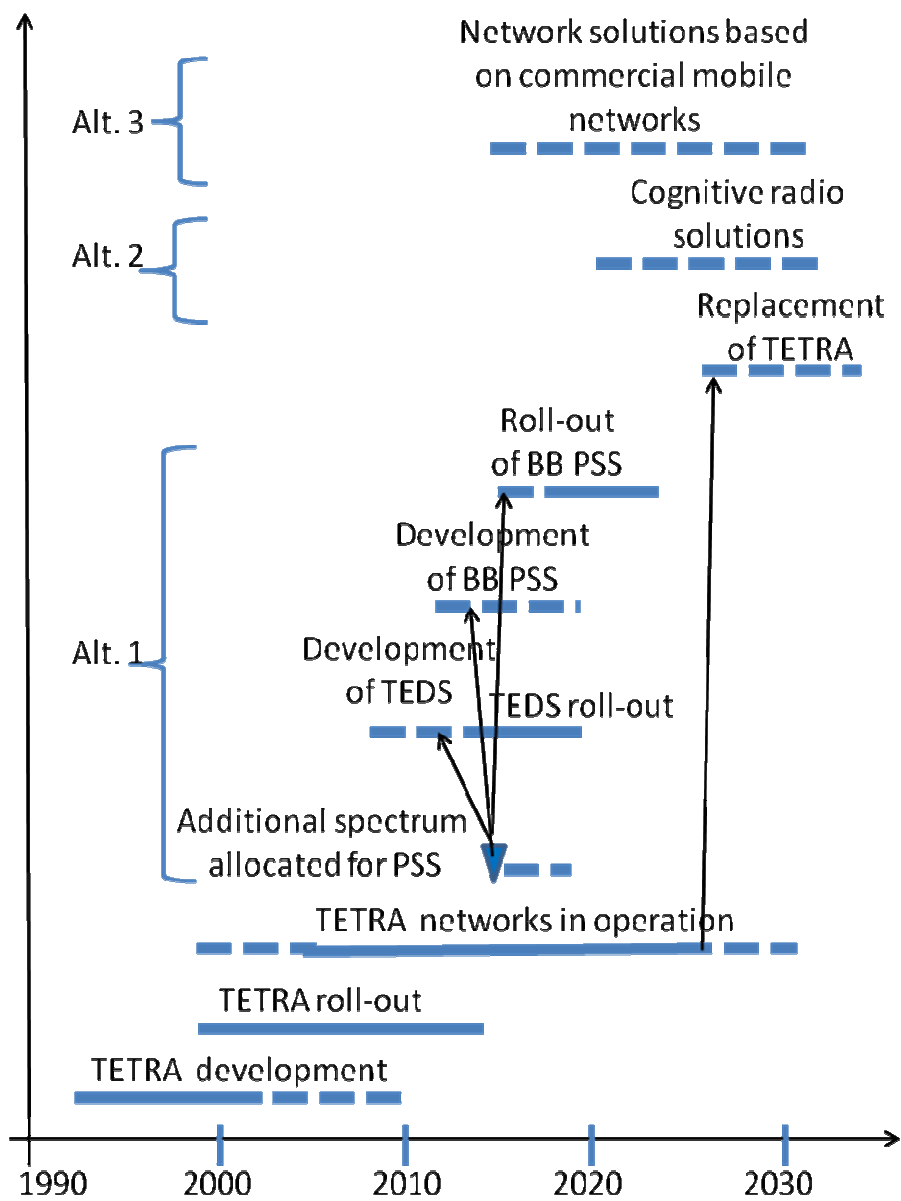 Network solutions based
on commercial mobile
networks
Alt. 3
Cognitive radio
solutions
Alt. 2
Replacement
of TETRA
Roll-out
of BB PSS
Development
of BB PSS
Alt. 1
Development
of TEDS
TEDS roll-out
Additional spectrum
allocated for PSS
TETRA networks in operation
TETRA roll-out
TETRA development
1990 2000 2010 2020 2030